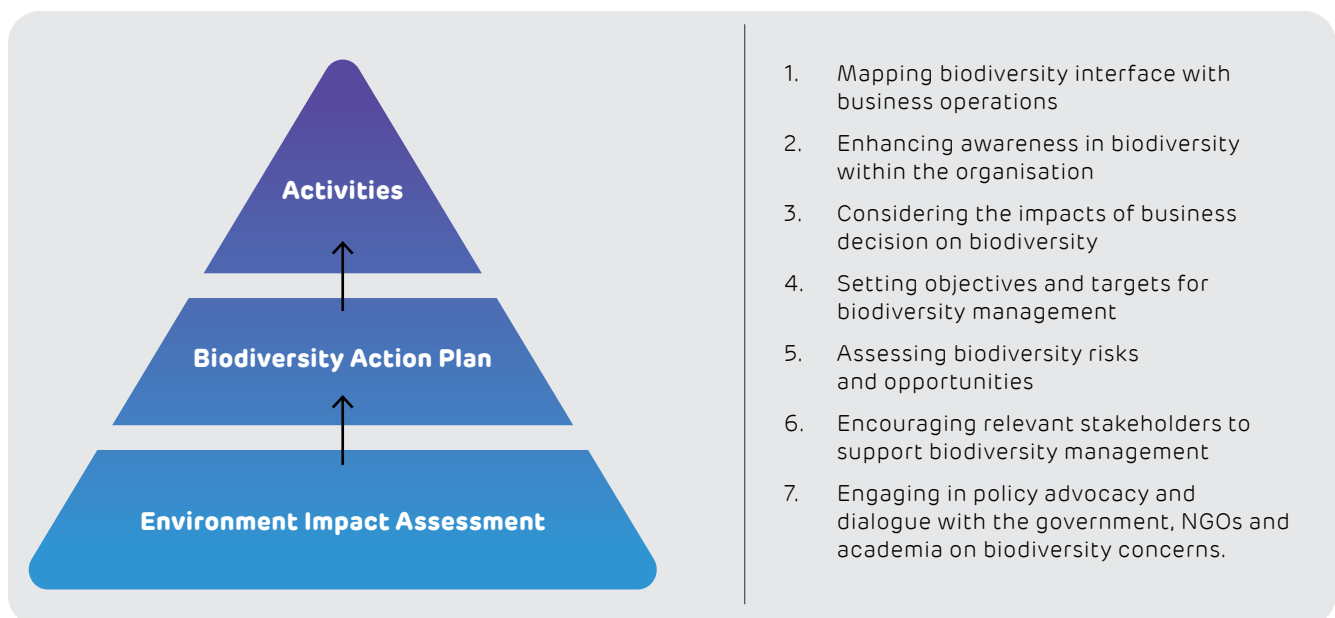 Activities
Biodiversity Action Plan
Environment Impact Assessment
1. Mapping biodiversity interface with
business operations
2. Enhancing awareness in biodiversity
within the organisation
3. Considering the impacts of business
decision on biodiversity
4. Setting objectives and targets for
biodiversity management
5. Assessing biodiversity risks
and opportunities
6. Encouraging relevant stakeholders to
support biodiversity management
7. Engaging in policy advocacy and
dialogue with the government, NGOs and
academia on biodiversity concerns.